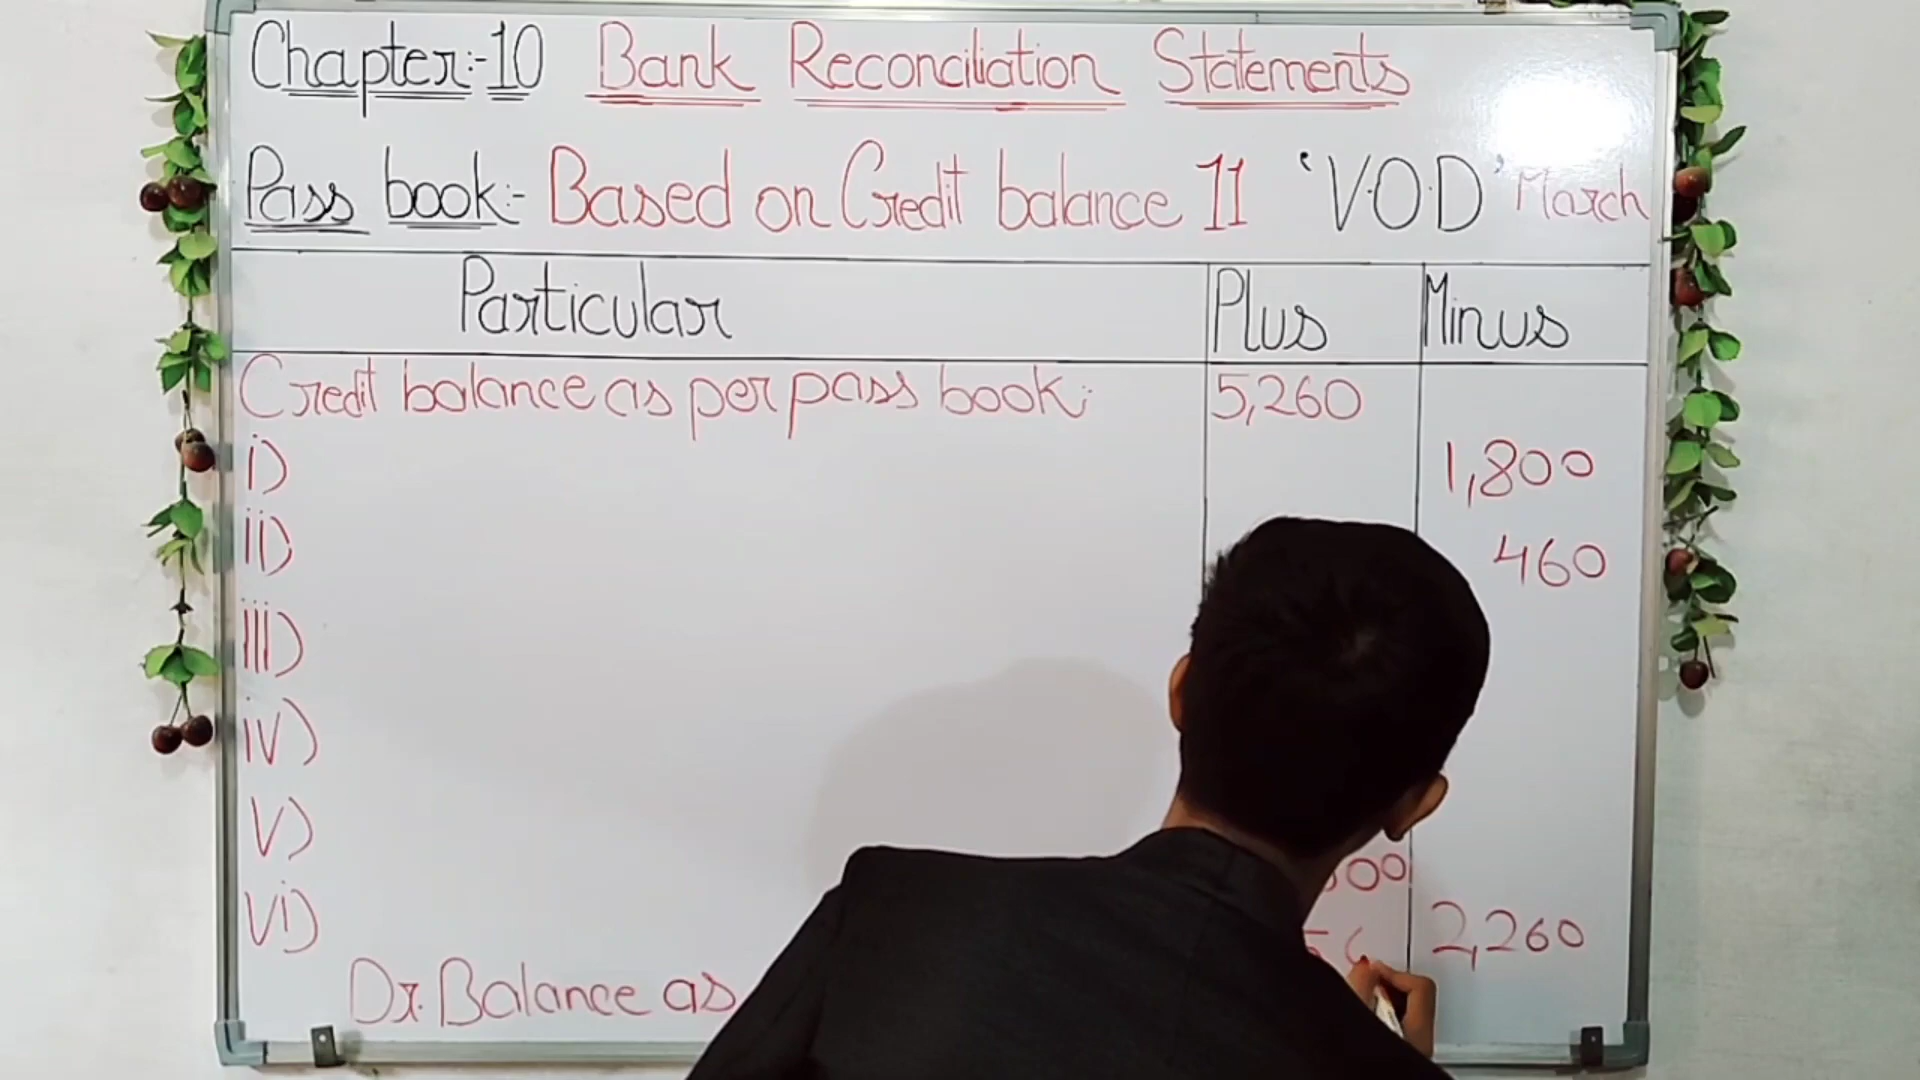 Chapter:-10 Bank Reconciliation Statements
Pass book:- Based on Credit balance 11 'V.O.D' March
Particular Plus Minus
Credit balance as per pass book: 5,260
i) 1,800
ii) 460
iii)
iv)
v)
vi) 2,260
Dr. Balance as